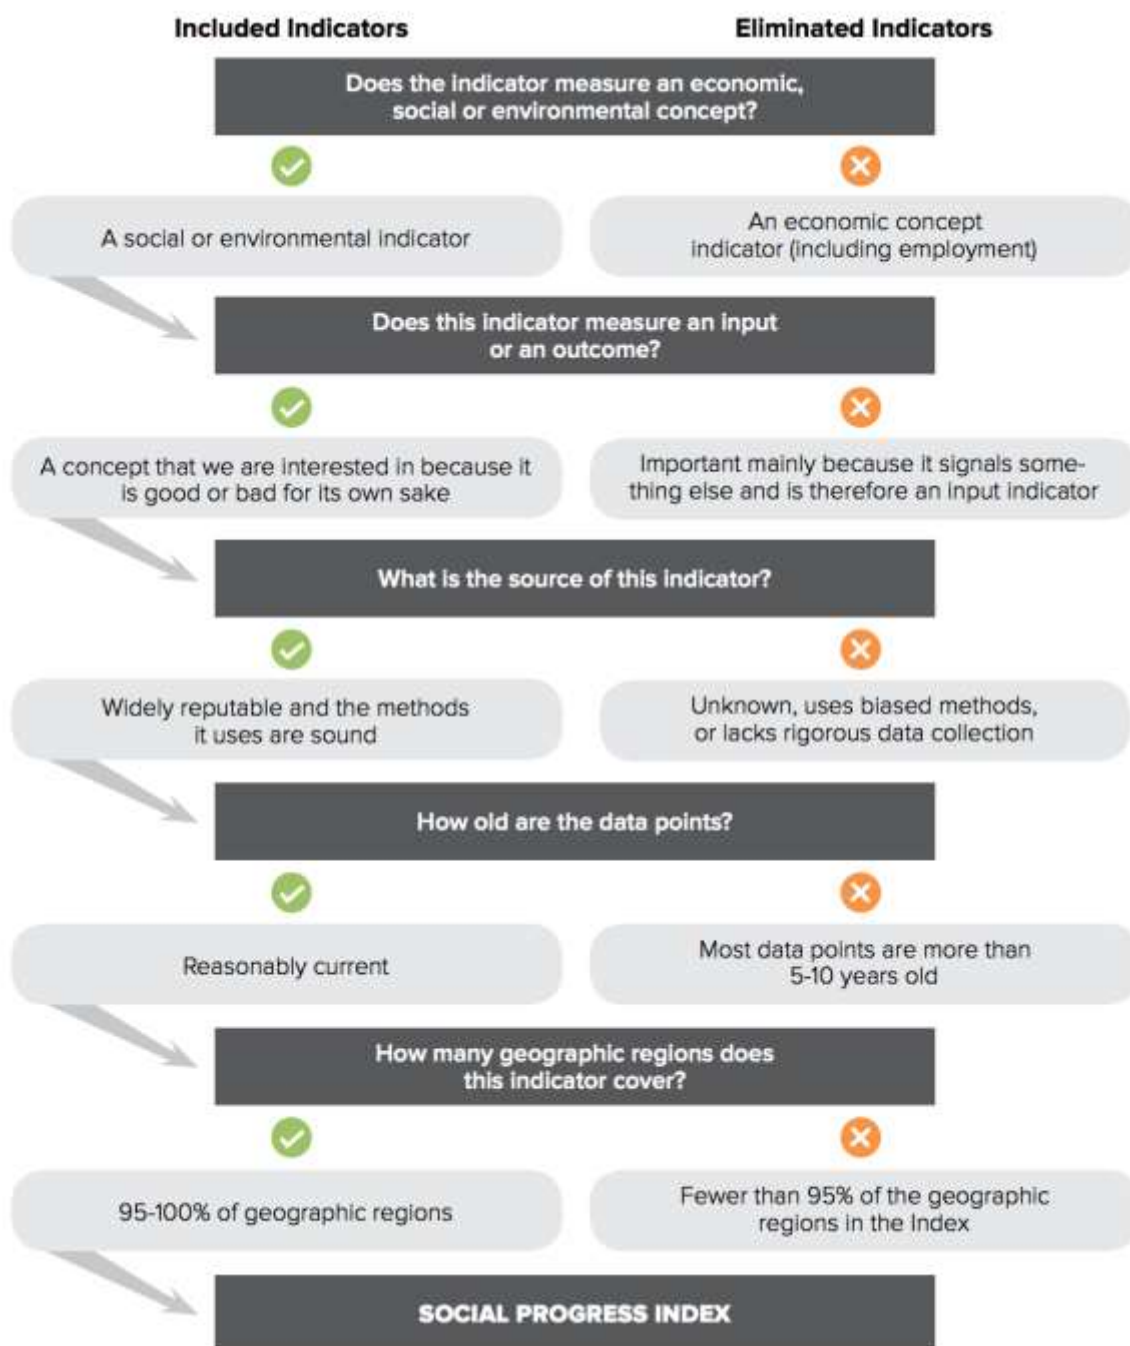 Included Indicators
Eliminated Indicators
Does the indicator measure an economic,
social or environmental concept?
A social or environmental indicator
An economic concept
indicator (including employment)
Does this indicator measure an input
or an outcome?
A concept that we are interested in because it
is good or bad for its own sake
Important mainly because it signals some-
thing else and is therefore an input indicator
What is the source of this indicator?
Widely reputable and the methods
it uses are sound
Unknown, uses biased methods,
or lacks rigorous data collection
How old are the data points?
Reasonably current
Most data points are more than
5-10 years old
How many geographic regions does
this indicator cover?
95-100% of geographic regions
Fewer than 95% of the geographic
regions in the Index
SOCIAL PROGRESS INDEX